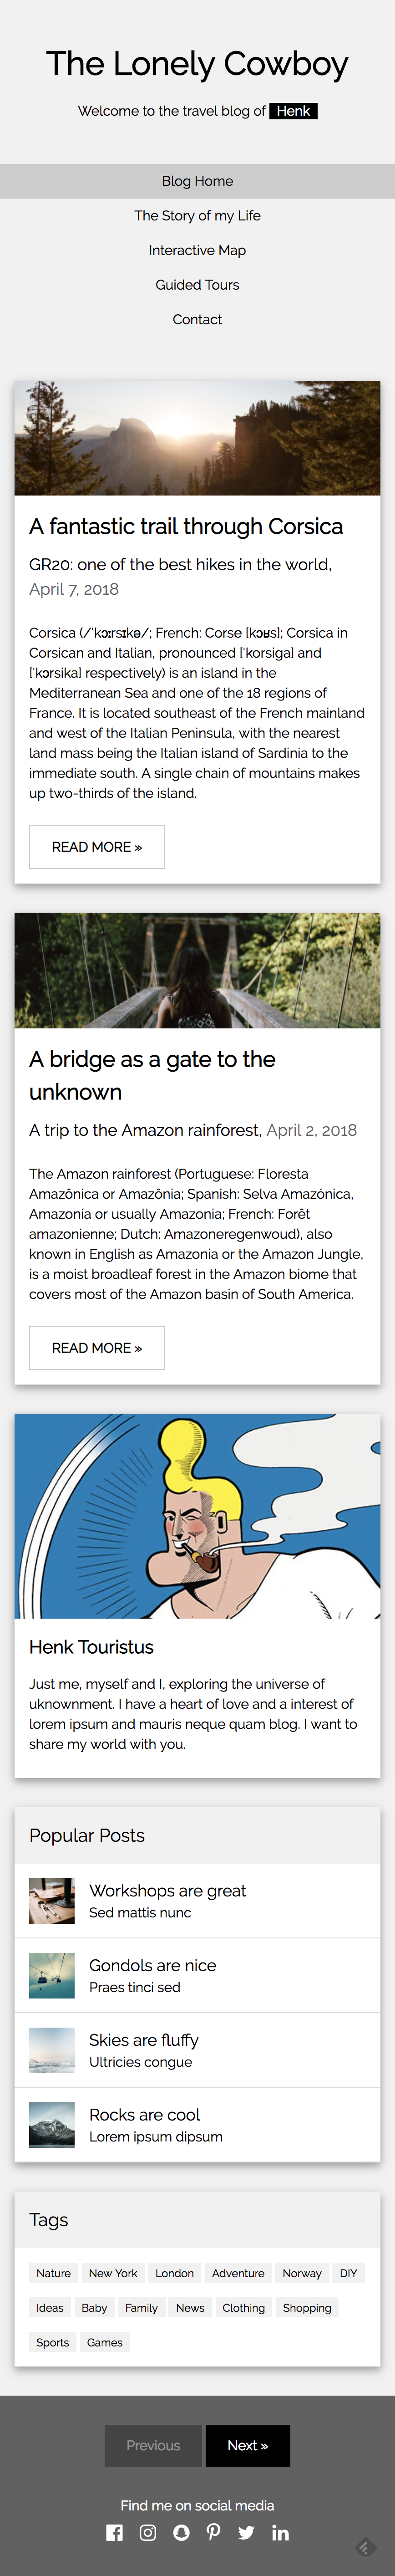 The Lonely Cowboy
Welcome to the travel blog of Henk
Blog Home
The Story of my Life
Interactive Map
Guided Tours
Contact
A fantastic trail through Corsica
GR20: one of the best hikes in the world,
April 7, 2018
Corsica (/ˈkɔːrsɪkə/; French: Corse [kɔʁs]; Corsica in
Corsican and Italian, pronounced [ˈkorsiga] and
[ˈkɔrsika] respectively) is an island in the
Mediterranean Sea and one of the 18 regions of
France. It is located southeast of the French mainland
and west of the Italian Peninsula, with the nearest
land mass being the Italian island of Sardinia to the
immediate south. A single chain of mountains makes
up two-thirds of the island.
READ MORE »
A bridge as a gate to the
unknown
A trip to the Amazon rainforest, April 2, 2018
The Amazon rainforest (Portuguese: Floresta
Amazônica or Amazônia; Spanish: Selva Amazónica,
Amazonía or usually Amazonia; French: Forêt
amazonienne; Dutch: Amazoneregenwoud), also
known in English as Amazonia or the Amazon Jungle,
is a moist broadleaf forest in the Amazon biome that
covers most of the Amazon basin of South America.
READ MORE »
Henk Touristus
Just me, myself and I, exploring the universe of
uknownment. I have a heart of love and a interest of
lorem ipsum and mauris neque quam blog. I want to
share my world with you.
Popular Posts
Workshops are great
Sed mattis nunc
Gondols are nice
Praes tinci sed
Skies are fluffy
Ultricies congue
Rocks are cool
Lorem ipsum dipsum
Tags
Nature New York London Adventure Norway DIY
Ideas Baby Family News Clothing Shopping
Sports Games
Previous Next »
Find me on social media